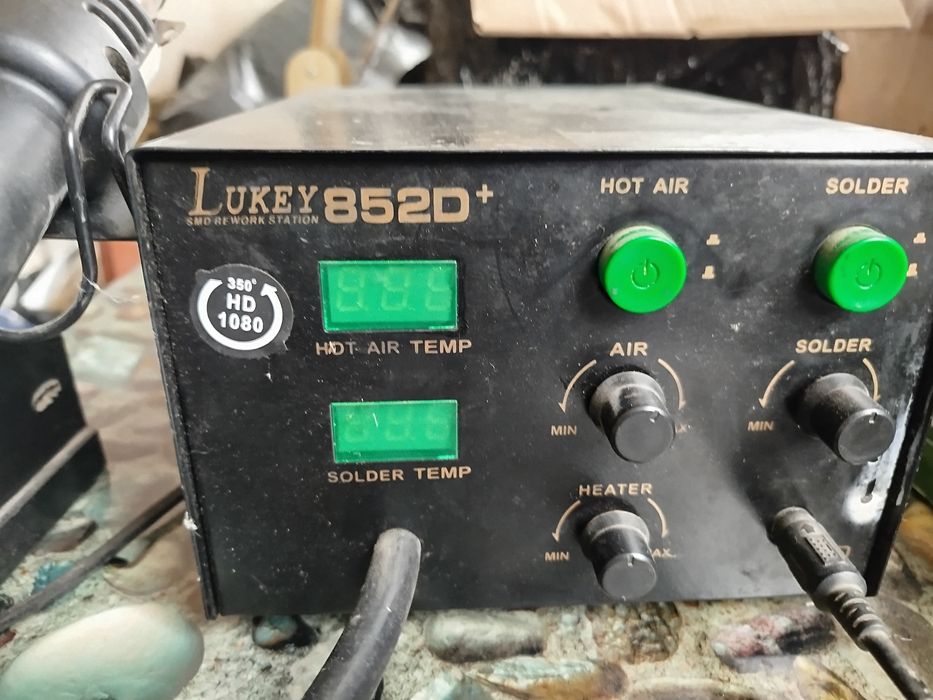 LUKEY 852D+
SMD REWORK STATION
HOT AIR
SOLDER
350°
HD
1080
HOT AIR TEMP
AIR
MIN
SOLDER
MIN
SOLDER TEMP
HEATER
MIN